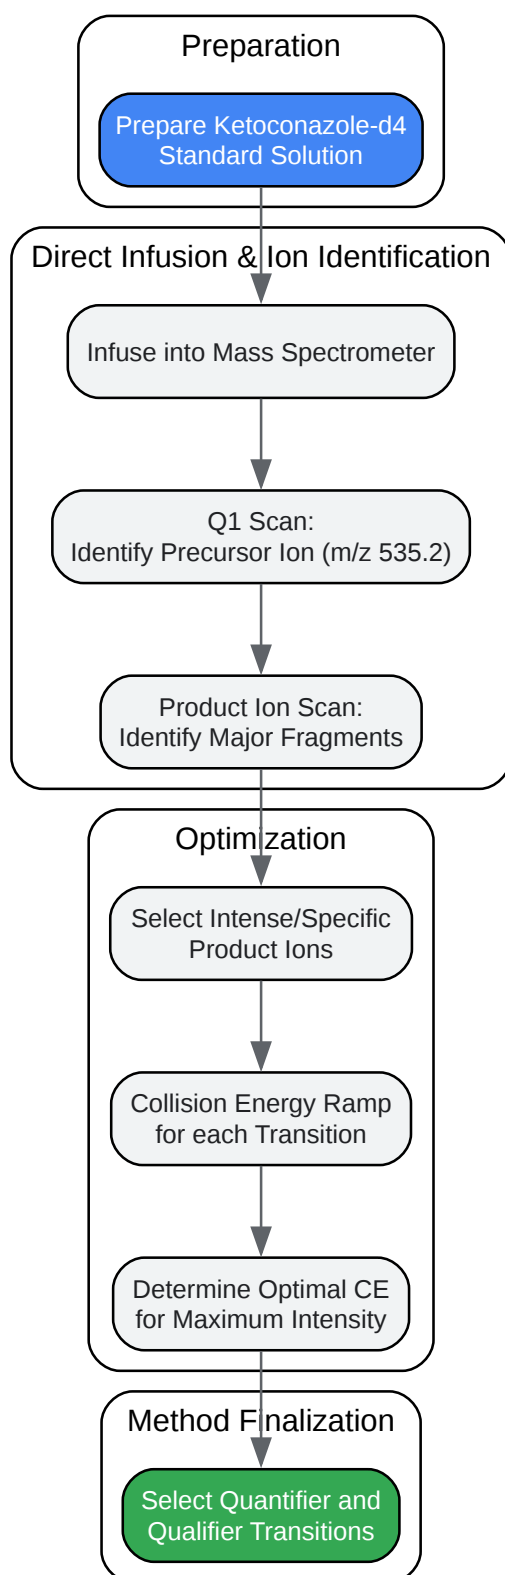 Preparation
Prepare Ketoconazole-d4
Standard Solution
Direct Infusion & Ion Identification
Infuse into Mass Spectrometer
Q1 Scan:
Identify Precursor Ion (m/z 535.2)
Product Ion Scan:
Identify Major Fragments
Optimization
Select Intense/Specific
Product Ions
Collision Energy Ramp
for each Transition
Determine Optimal CE
for Maximum Intensity
Method Finalization
Select Quantifier and
Qualifier Transitions